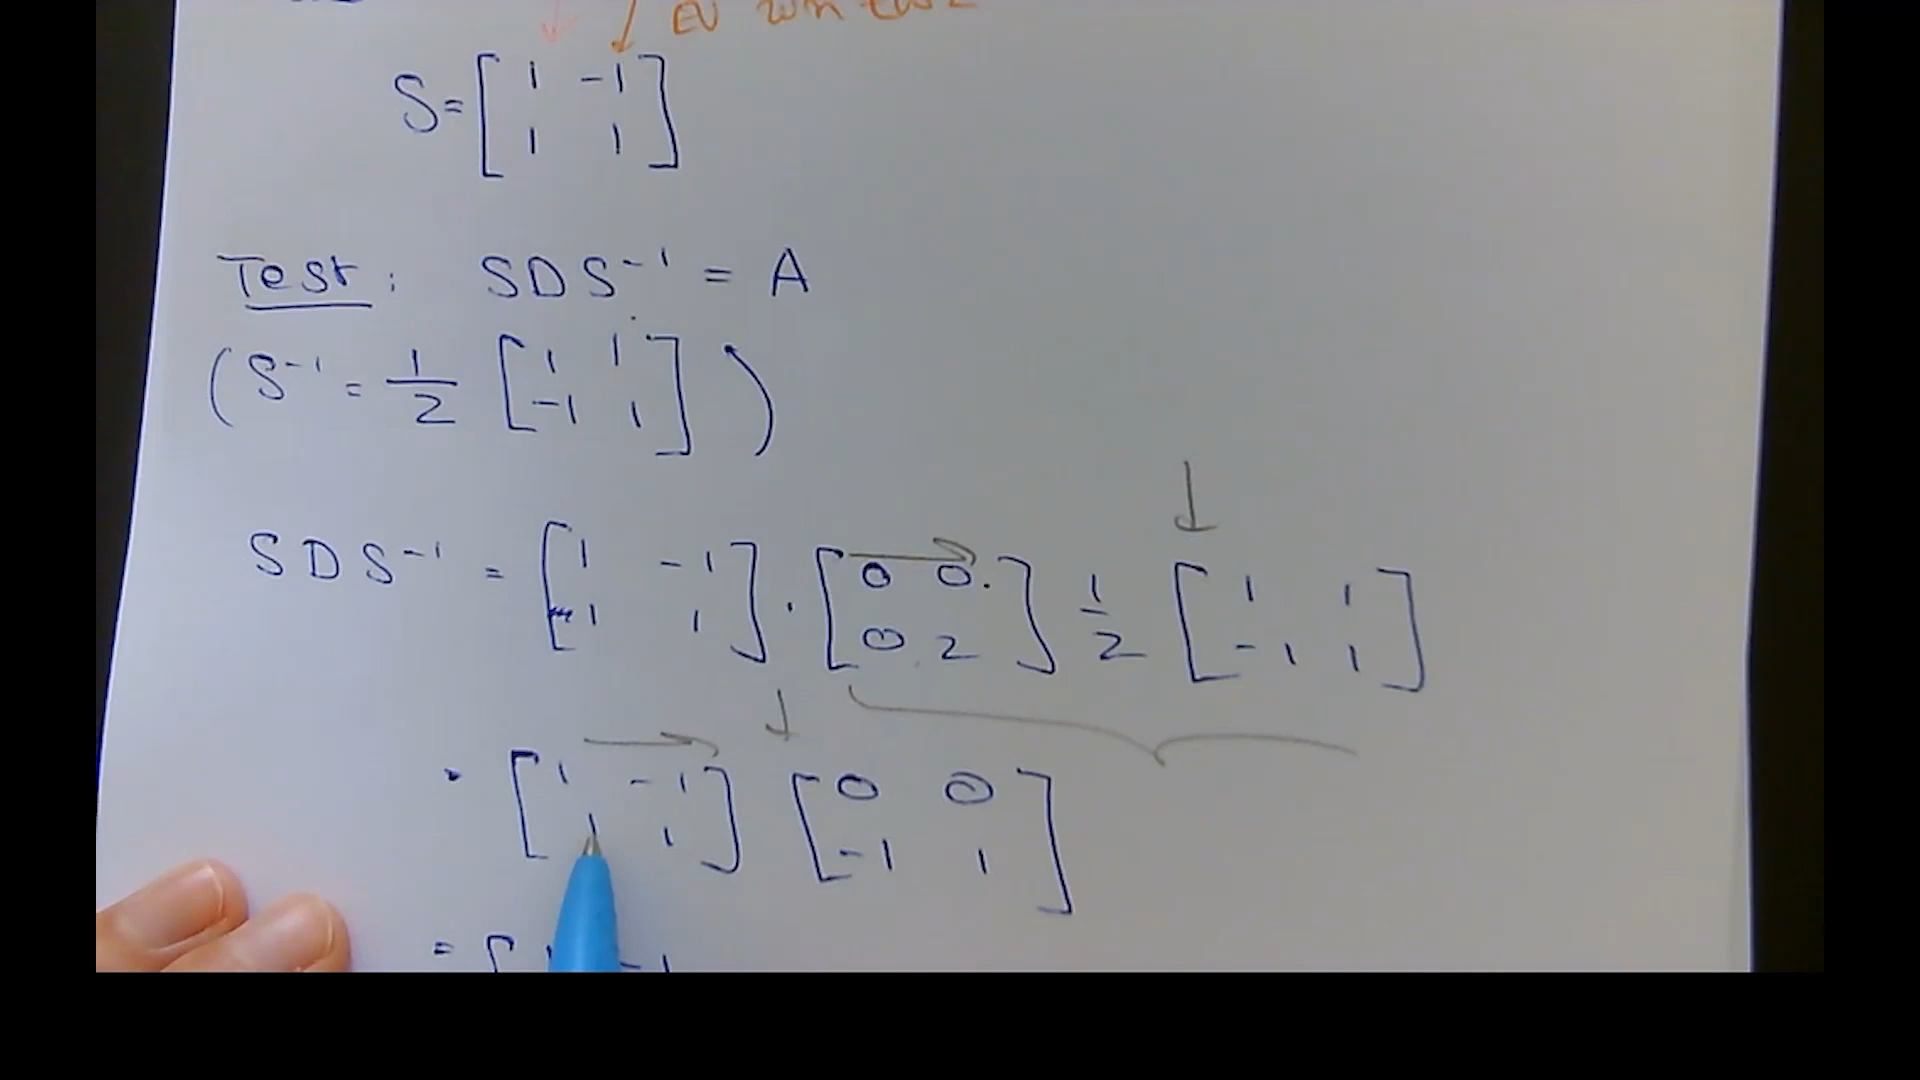 EV
S = [ 1 -1
1 1 ]
Test: SDS⁻¹ = A
(S⁻¹ = 1/2 [ 1 1
-1 1 ])
SDS⁻¹ = [ 1 -1
1 1 ] · [ 0 0
0 2 ] 1/2 [ 1 1
-1 1 ]
= [ 1 -1
1 1 ] [ 0 0
-1 1 ]
= [